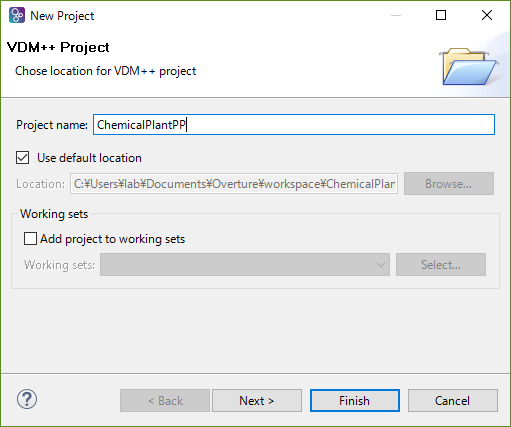 New Project
VDM++ Project
Chose location for VDM++ project
Project name: ChemicalPlantPP
Use default location
Location: C:¥Users¥lab¥Documents¥Overture¥workspace¥ChemicalPlan Browse...
Working sets
Add project to working sets
Working sets: Select...
? < Back Next > Finish Cancel